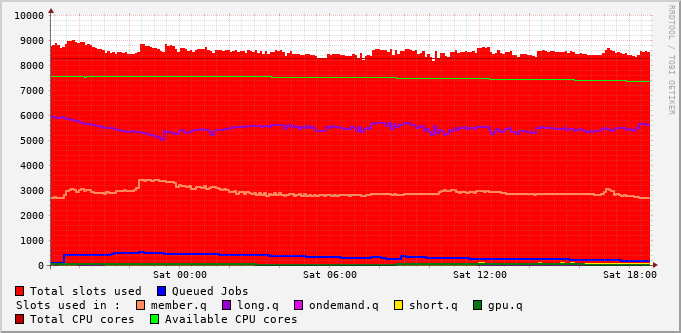 10000
9000
8000
7000
6000
5000
4000
3000
2000
1000
0
Sat 00:00 Sat 06:00 Sat 12:00 Sat 18:00
Total slots used Queued Jobs
Slots used in : member.q long.q ondemand.q short.q gpu.q
Total CPU cores Available CPU cores
RRDTOOL / TOBI OETIKER